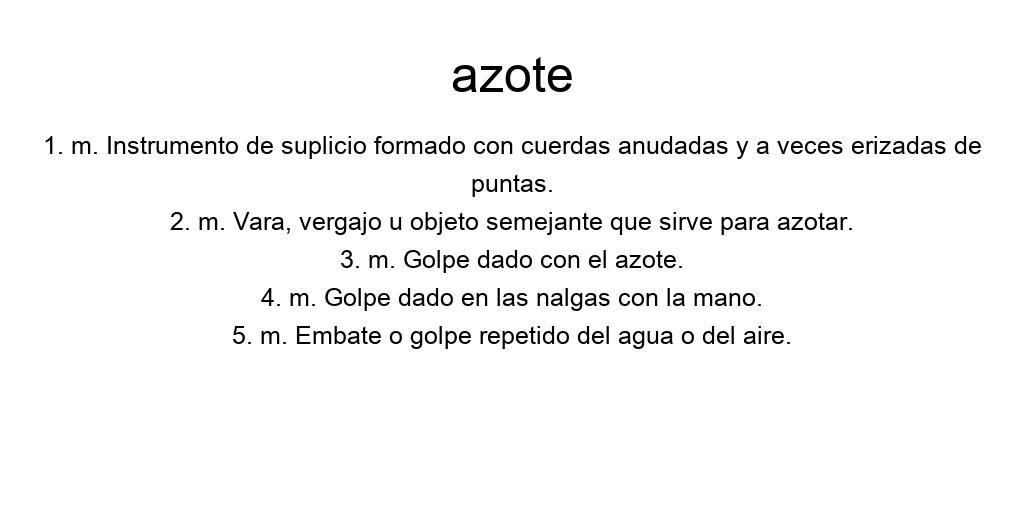 azote
1. m. Instrumento de suplicio formado con cuerdas anudadas y a veces erizadas de
puntas.
2. m. Vara, vergajo u objeto semejante que sirve para azotar.
3. m. Golpe dado con el azote.
4. m. Golpe dado en las nalgas con la mano.
5. m. Embate o golpe repetido del agua o del aire.